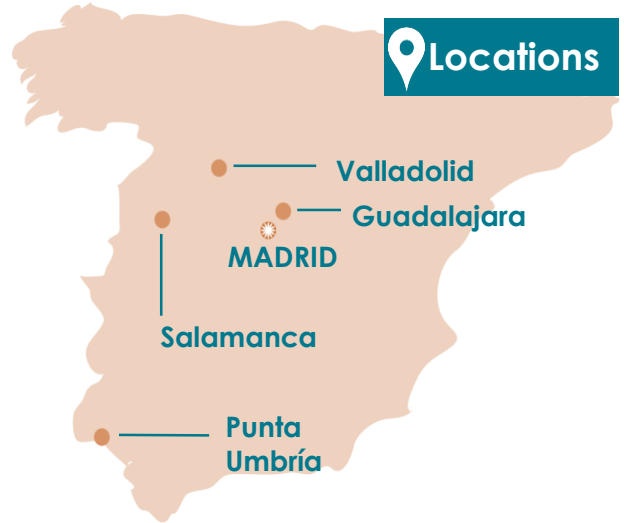 Locations
Valladolid
Guadalajara
MADRID
Salamanca
Punta
Umbría